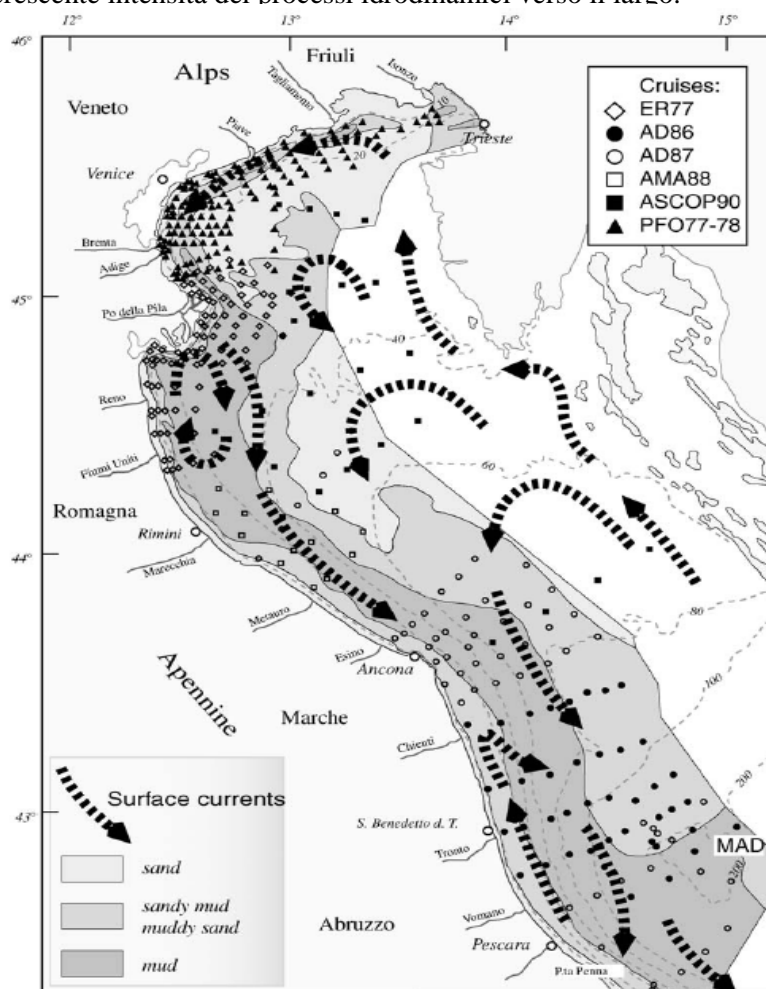 crescente intensità dei processi idrodinamici verso il largo.
12° 13° 14° 15°
46°
Friuli
Alps
Isonzo
Tagliamento
Veneto
Piave
10
Trieste
20
Venice
Cruises:
ER77
AD86
AD87
AMA88
ASCOP90
PFO77-78
Brenta
Adige
45°
Po della Pila
40
Reno
60
Fiumi Uniti
Romagna
Rimini
44°
Marecchia
80
Metauro
Esino
Ancona
100
Apennine
Marche
Chienti
200
Surface currents
43°
S. Benedetto d. T.
MAD
Tronto
200
sand
sandy mud
muddy sand
mud
Abruzzo
Vomano
Pescara
P.ta Penna